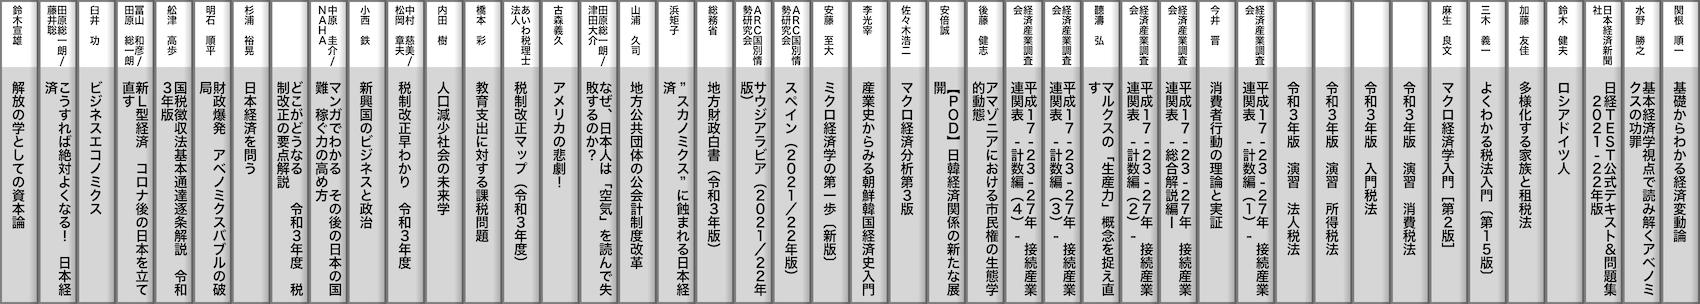 関根　順一
基礎からわかる経済変動論
水野　勝之
基本経済学視点で読み解くアベノミ
クスの功罪
日本経済新聞
社
日経ＴＥＳＴ公式テキスト＆問題集
２０２１‐２２年版
鈴木　健夫
ロシアドイツ人
加藤　友佳
多様化する家族と租税法
三木　義一
よくわかる税法入門〔第１５版〕
麻生　良文
マクロ経済学入門［第２版］
令和３年版　演習　消費税法
令和３年版　入門税法
令和３年版　演習　所得税法
令和３年版　演習　法人税法
経済産業調査
会
平成１７‐２３‐２７年　接続産業
連関表　‐計数編（１）‐
今井　晋
消費者行動の理論と実証
経済産業調査
会
平成１７‐２３‐２７年　接続産業
連関表　‐総合解説編ー
経済産業調査
会
平成１７‐２３‐２７年　接続産業
連関表　‐計数編（２）‐
聽濤　弘
マルクスの「生産力」概念を捉え直
す
経済産業調査
会
平成１７‐２３‐２７年　接続産業
連関表　‐計数編（３）‐
経済産業調査
会
平成１７‐２３‐２７年　接続産業
連関表　‐計数編（４）‐
後藤　健志
アマゾニアにおける市民権の生態学
的動態
安倍誠
【ＰＯＤ】日韓経済関係の新たな展
開
佐々木浩二
マクロ経済分析第３版
李光宰
産業史からみる朝鮮韓国経済史入門
安藤　至大
ミクロ経済学の第一歩〔新版〕
ＡＲＣ国別情
勢研究会
スペイン（２０２１／２２年版）
ＡＲＣ国別情
勢研究会
サウジアラビア（２０２１／２２年
版）
総務省
地方財政白書（令和３年版）
浜矩子
”スカノミクス”に蝕まれる日本経
済
山浦　久司
地方公共団体の公会計制度改革
田原総一朗/
津田大介
なぜ、日本人は「空気」を読んで失
敗するのか？
古森義久
アメリカの悲劇！
あいわ税理士
法人
税制改正マップ（令和３年度）
橋本　彩
教育支出に対する課税問題
内田　樹
人口減少社会の未来学
中村　慈美/
松岡　章夫
税制改正早わかり　令和３年度
小西　鉄
新興国のビジネスと政治
中原　圭介/
ＮＡＨＡ
マンガでわかる　その後の日本の国
難　稼ぐ力の高め方
どこがどうなる　　令和３年度　税
制改正の要点解説
杉浦　裕晃
日本経済を問う
明石　順平
財政爆発　アベノミクスバブルの破
局
舩津　高歩
国税徴収法基本通達逐条解説　令和
３年版
冨山　和彦/
田原　総一朗
新Ｌ型経済　コロナ後の日本を立て
直す
臼井　功
ビジネスエコノミクス
田原総一朗/
藤井聡
こうすれば絶対よくなる！　日本経
済
鈴木宣雄
解放の学としての資本論